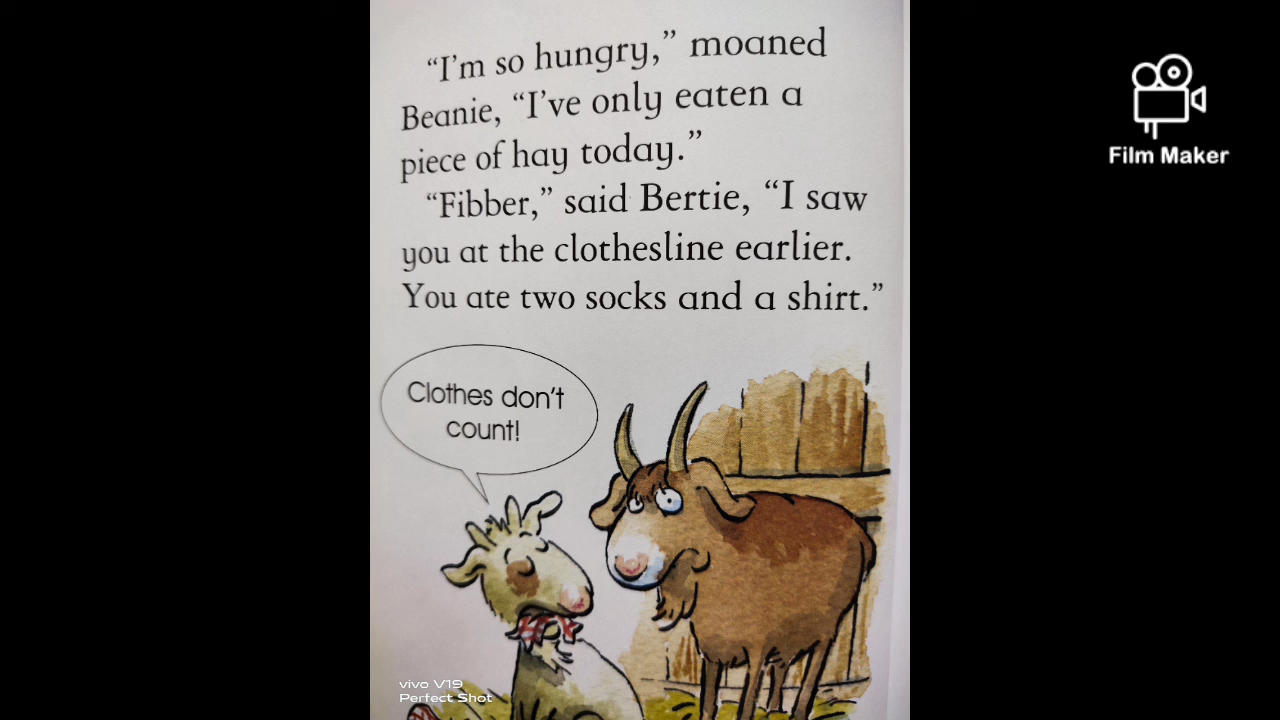 “I’m so hungry,” moaned
Beanie, “I’ve only eaten a
piece of hay today.”
“Fibber,” said Bertie, “I saw
you at the clothesline earlier.
You ate two socks and a shirt.”
Clothes don’t
count!
vivo V19
Perfect Shot
Film Maker